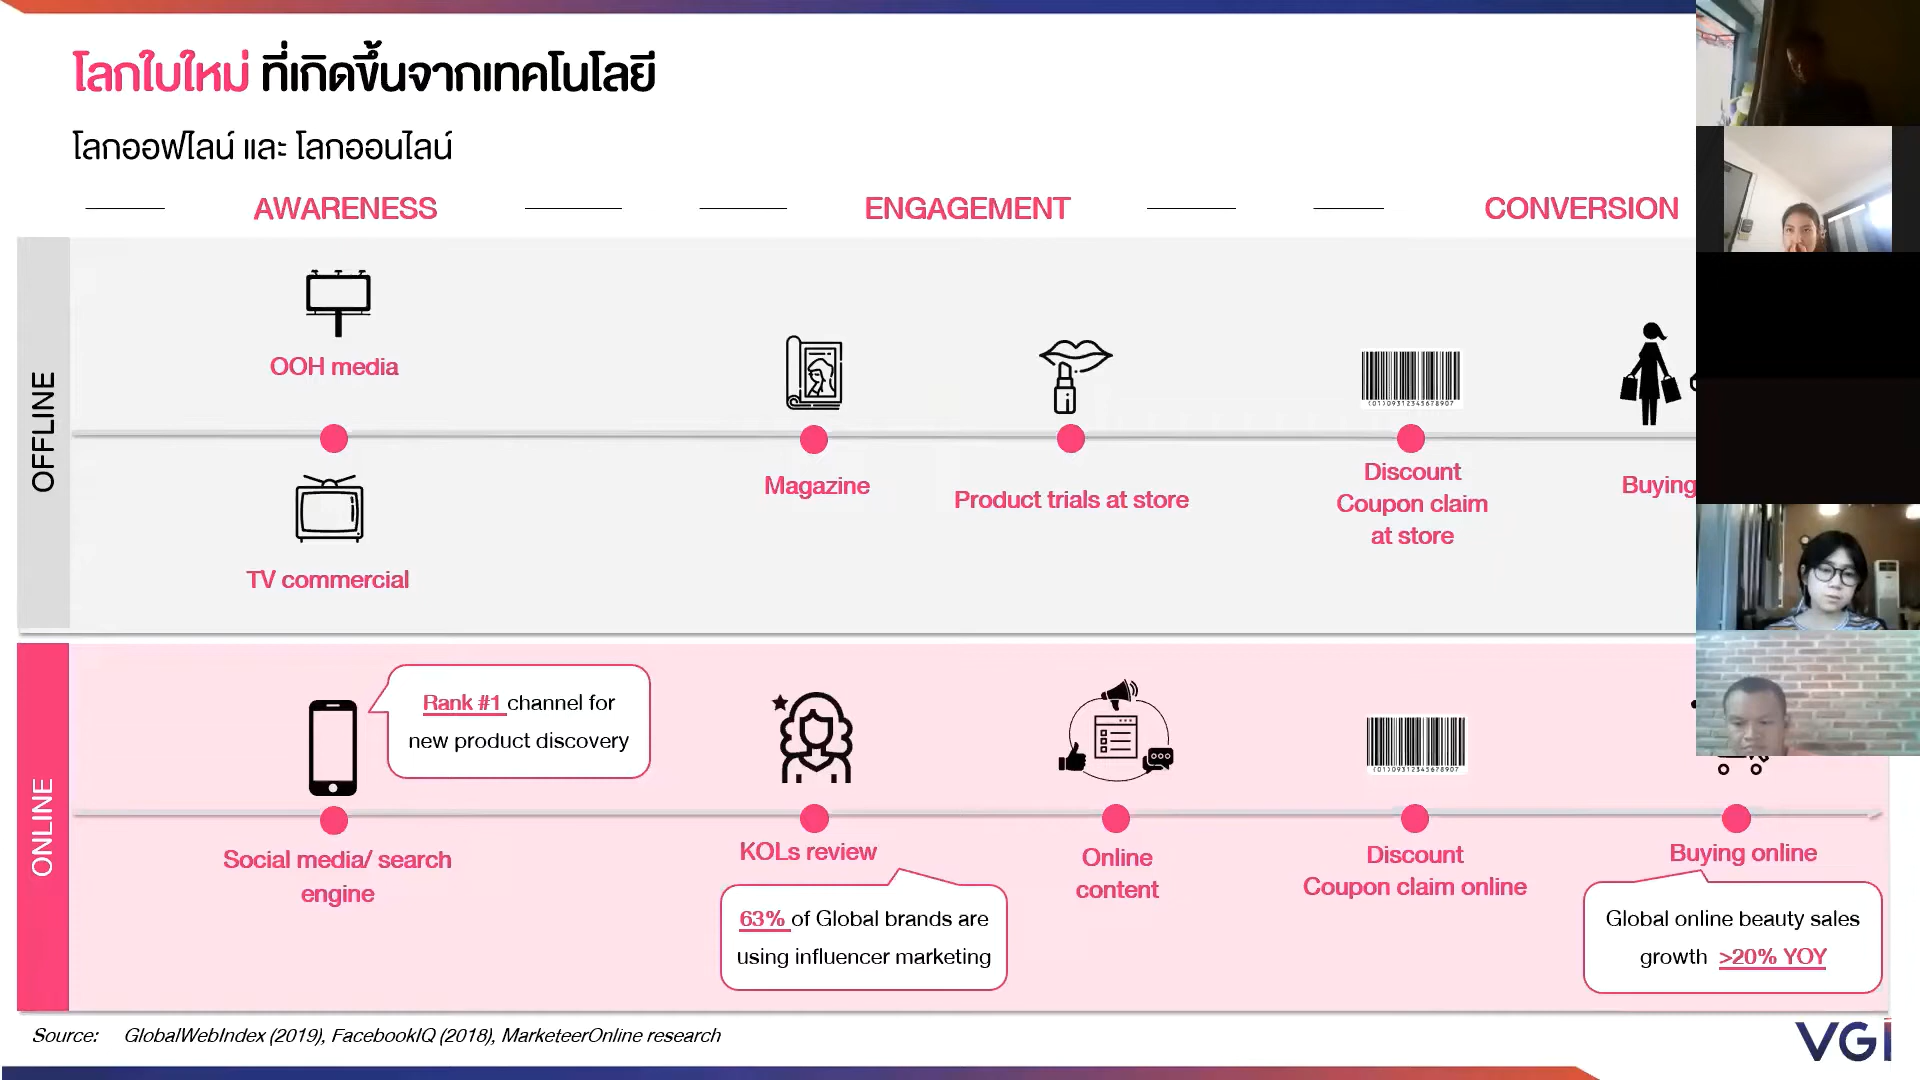 โลกใบใหม่ ที่เกิดขึ้นจากเทคโนโลยี
โลกออฟไลน์ และ โลกออนไลน์
AWARENESS
ENGAGEMENT
CONVERSION
OFFLINE
OOH media
TV commercial
Magazine
Product trials at store
(01)09312345678907
Discount
Coupon claim
at store
Buying
ONLINE
Rank #1 channel for
new product discovery
Social media/ search
engine
KOLs review
63% of Global brands are
using influencer marketing
Online
content
(01)09312345678907
Discount
Coupon claim online
Buying online
Global online beauty sales
growth >20% YOY
Source: GlobalWebIndex (2019), FacebookIQ (2018), MarketeerOnline research
VGI